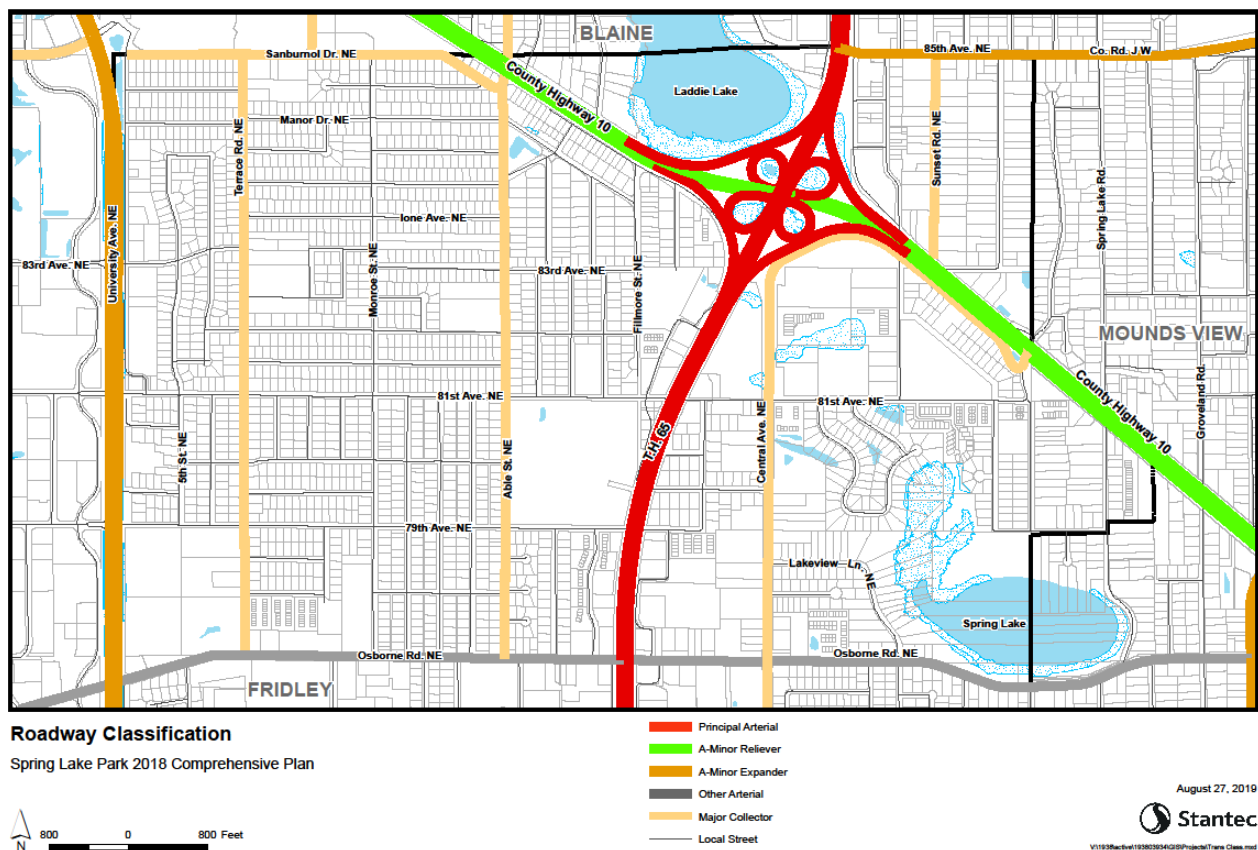 BLAINE
Sanburnol Dr. NE
85th Ave. NE
Co. Rd. J W
County Highway 10
Laddie Lake
Manor Dr. NE
Terrace Rd. NE
Sunset Rd. NE
Spring Lake Rd.
University Ave. NE
Ione Ave. NE
Monroe St. NE
83rd Ave. NE
83rd Ave. NE
Fillmore St. NE
MOUNDS VIEW
County Highway 10
Groveland Rd.
81st Ave. NE
81st Ave. NE
T.H. 65
Central Ave. NE
5th St. NE
Able St. NE
79th Ave. NE
Lakeview Ln. NE
Spring Lake
Osborne Rd. NE
Osborne Rd. NE
FRIDLEY
Roadway Classification
Spring Lake Park 2018 Comprehensive Plan
Principal Arterial
A-Minor Reliever
A-Minor Expander
Other Arterial
Major Collector
Local Street
N
800 0 800 Feet
August 27, 2019
Stantec